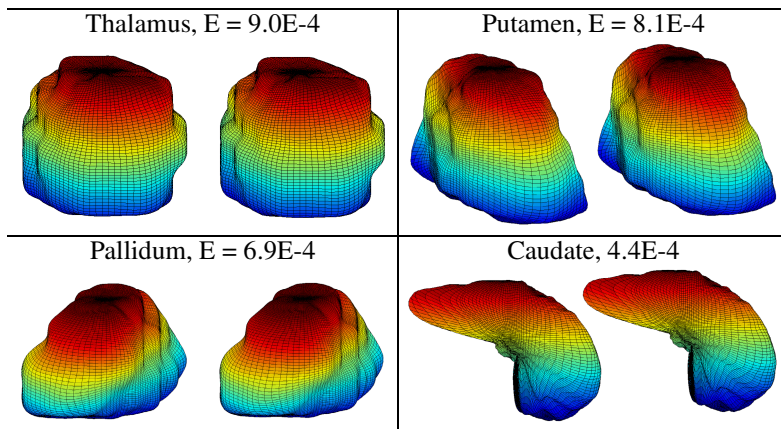 Thalamus, E = 9.0E-4
Putamen, E = 8.1E-4
Pallidum, E = 6.9E-4
Caudate, 4.4E-4